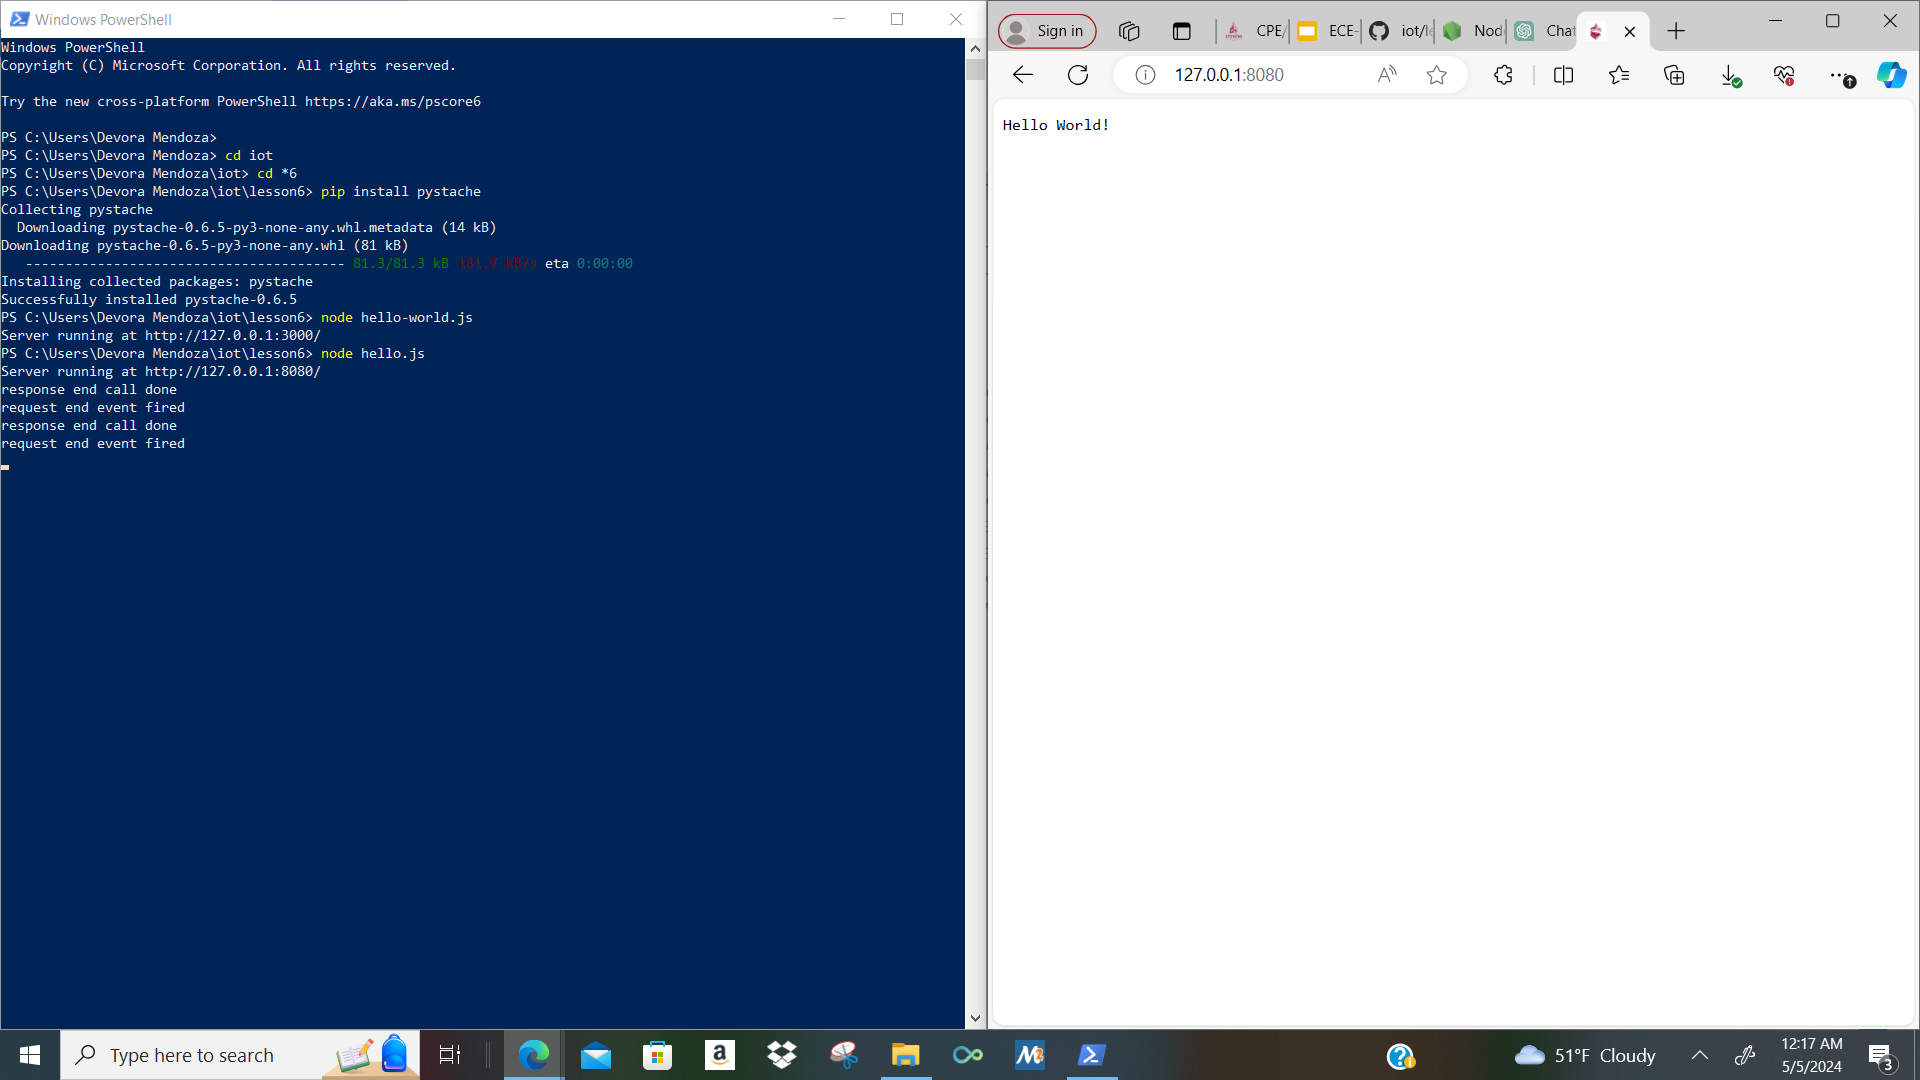 Windows PowerShell
Windows PowerShell
Copyright (C) Microsoft Corporation. All rights reserved.
Try the new cross-platform PowerShell https://aka.ms/pscore6
PS C:\Users\Devora Mendoza>
PS C:\Users\Devora Mendoza> cd iot
PS C:\Users\Devora Mendoza\iot> cd *6
PS C:\Users\Devora Mendoza\iot\lesson6> pip install pystache
Collecting pystache
  Downloading pystache-0.6.5-py3-none-any.whl.metadata (14 kB)
Downloading pystache-0.6.5-py3-none-any.whl (81 kB)
   ---------------------------------------- 81.3/81.3 kB 181.7 kB/s eta 0:00:00
Installing collected packages: pystache
Successfully installed pystache-0.6.5
PS C:\Users\Devora Mendoza\iot\lesson6> node hello-world.js
Server running at http://127.0.0.1:3000/
PS C:\Users\Devora Mendoza\iot\lesson6> node hello.js
Server running at http://127.0.0.1:8080/
response end call done
request end event fired
response end call done
request end event fired
Sign in
CPE/
ECE-
iot/le
Nod
Chat
127.0.0.1:8080
Hello World!
Type here to search
51°F Cloudy
12:17 AM
5/5/2024
3